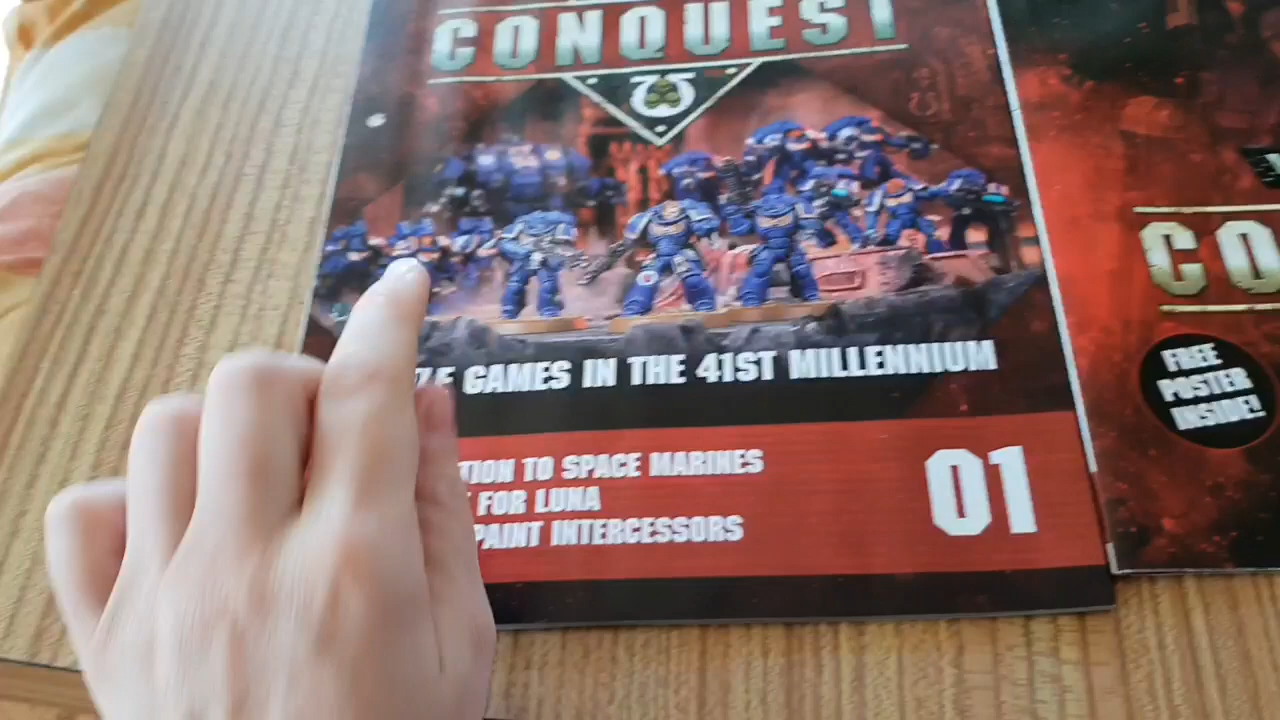 CONQUEST
GAMES IN THE 41ST MILLENNIUM
TION TO SPACE MARINES
FOR LUNA
PAINT INTERCESSORS
01
CO
FREE
POSTER
INSIDE!